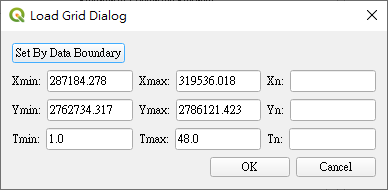 Load Grid Dialog
Set By Data Boundary
Xmin: 287184.278 Xmax: 319536.018 Xn:
Ymin: 2762734.317 Ymax: 2786121.423 Yn:
Tmin: 1.0 Tmax: 48.0 Tn:
OK Cancel